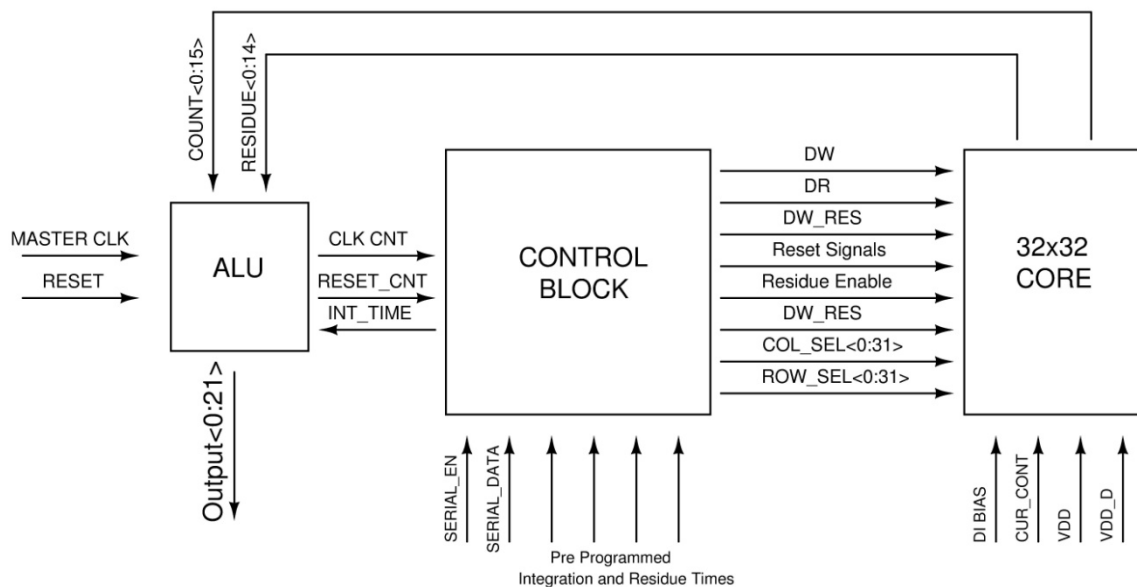 COUNT<0:15>
RESIDUE<0:14>
MASTER CLK
RESET
ALU
CLK CNT
RESET_CNT
INT_TIME
Output<0:21>
CONTROL
BLOCK
DW
DR
DW_RES
Reset Signals
Residue Enable
DW_RES
COL_SEL<0:31>
ROW_SEL<0:31>
32x32
CORE
SERIAL_EN
SERIAL_DATA
Pre Programmed
Integration and Residue Times
DI BIAS
CUR_CONT
VDD
VDD_D